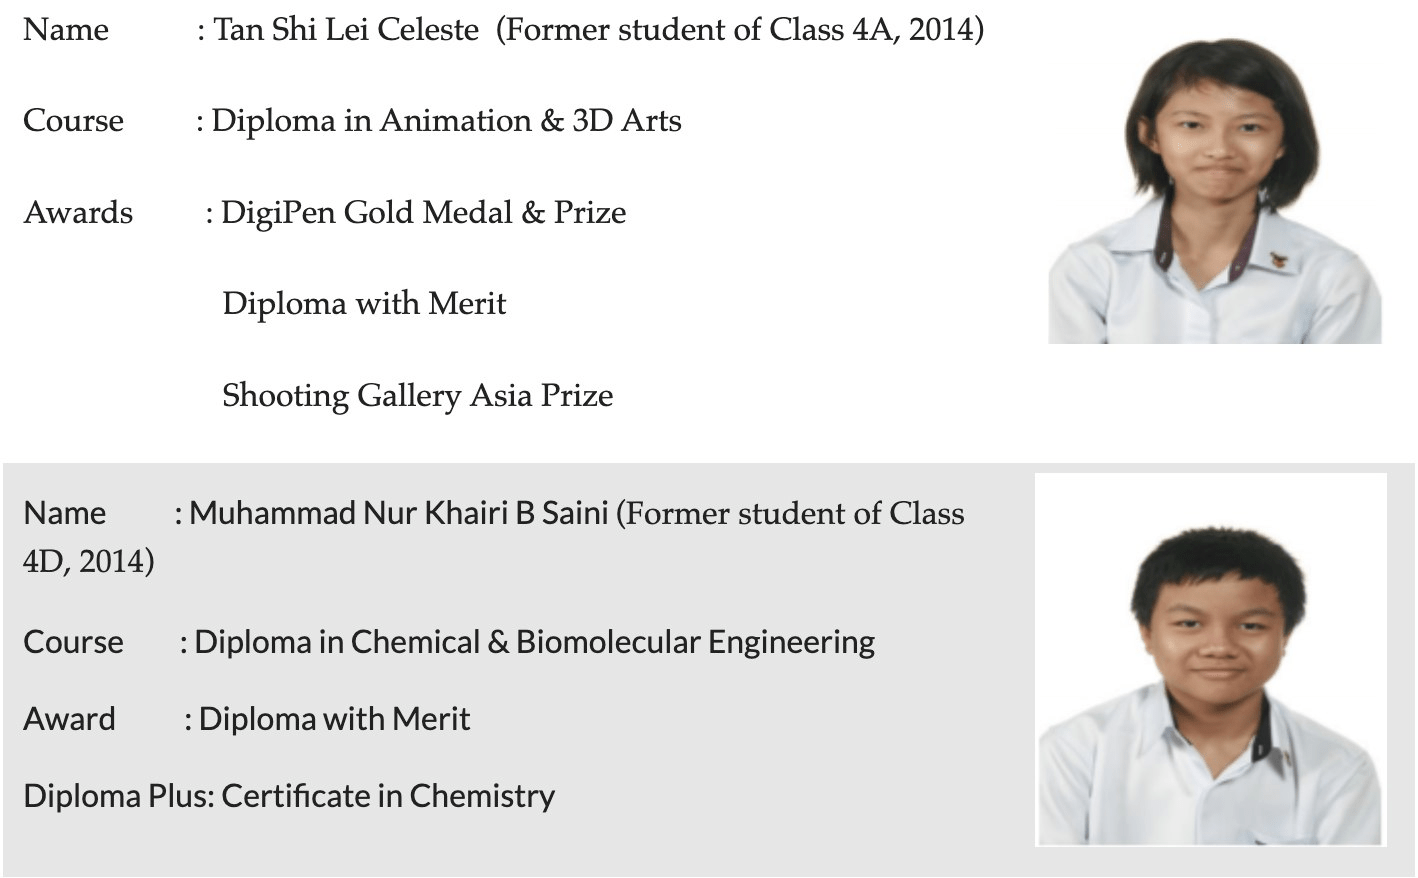 Name : Tan Shi Lei Celeste (Former student of Class 4A, 2014)
Course : Diploma in Animation & 3D Arts
Awards : DigiPen Gold Medal & Prize
Diploma with Merit
Shooting Gallery Asia Prize
Name : Muhammad Nur Khairi B Saini (Former student of Class
4D, 2014)
Course : Diploma in Chemical & Biomolecular Engineering
Award : Diploma with Merit
Diploma Plus: Certificate in Chemistry